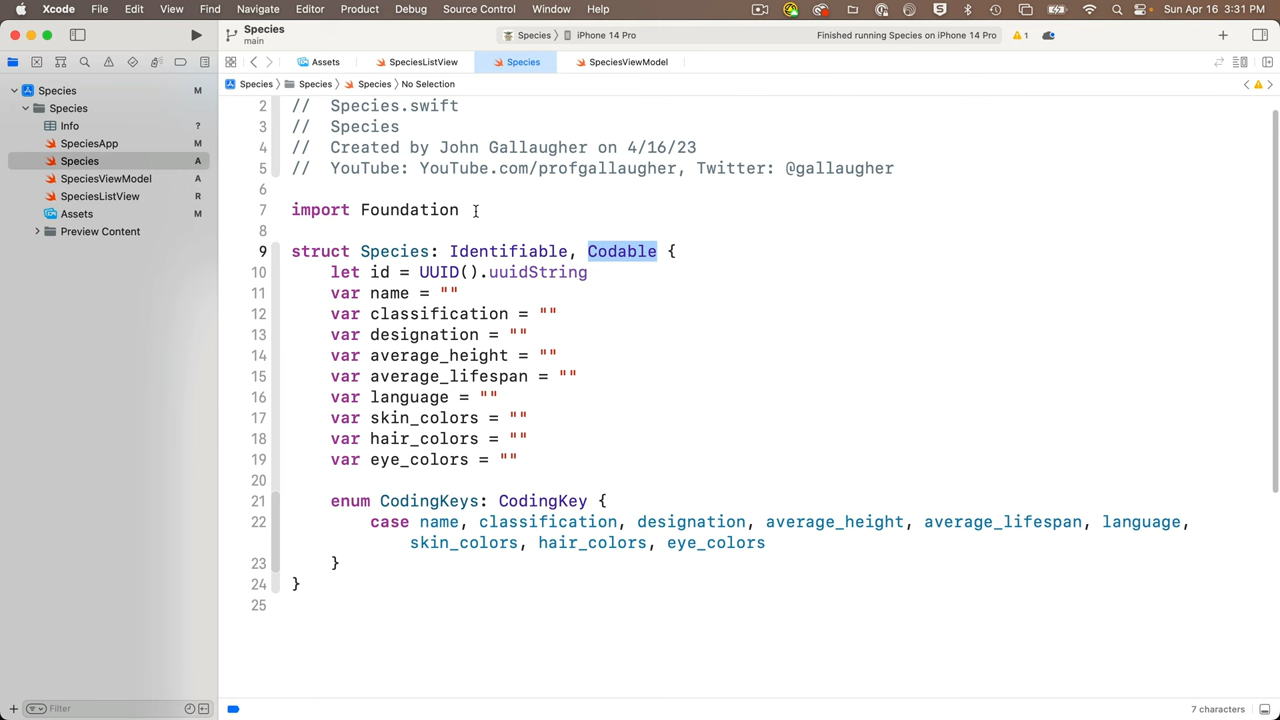 Xcode File Edit View Find Navigate Editor Product Debug Source Control Window Help Sun Apr 16 3:31 PM
Species
main
Species iPhone 14 Pro
Finished running Species on iPhone 14 Pro
1
Assets SpeciesListView Species SpeciesViewModel
Species Species Species No Selection
Species M
Species
Info ?
SpeciesApp M
Species A
SpeciesViewModel A
SpeciesListView R
Assets M
Preview Content
2 // Species.swift
3 // Species
4 // Created by John Gallaugher on 4/16/23
5 // YouTube: YouTube.com/profgallaugher, Twitter: @gallaugher
6
7 import Foundation
8
9 struct Species: Identifiable, Codable {
10 let id = UUID().uuidString
11 var name = ""
12 var classification = ""
13 var designation = ""
14 var average_height = ""
15 var average_lifespan = ""
16 var language = ""
17 var skin_colors = ""
18 var hair_colors = ""
19 var eye_colors = ""
20
21 enum CodingKeys: CodingKey {
22 case name, classification, designation, average_height, average_lifespan, language,
skin_colors, hair_colors, eye_colors
23 }
24 }
25
Filter
7 characters